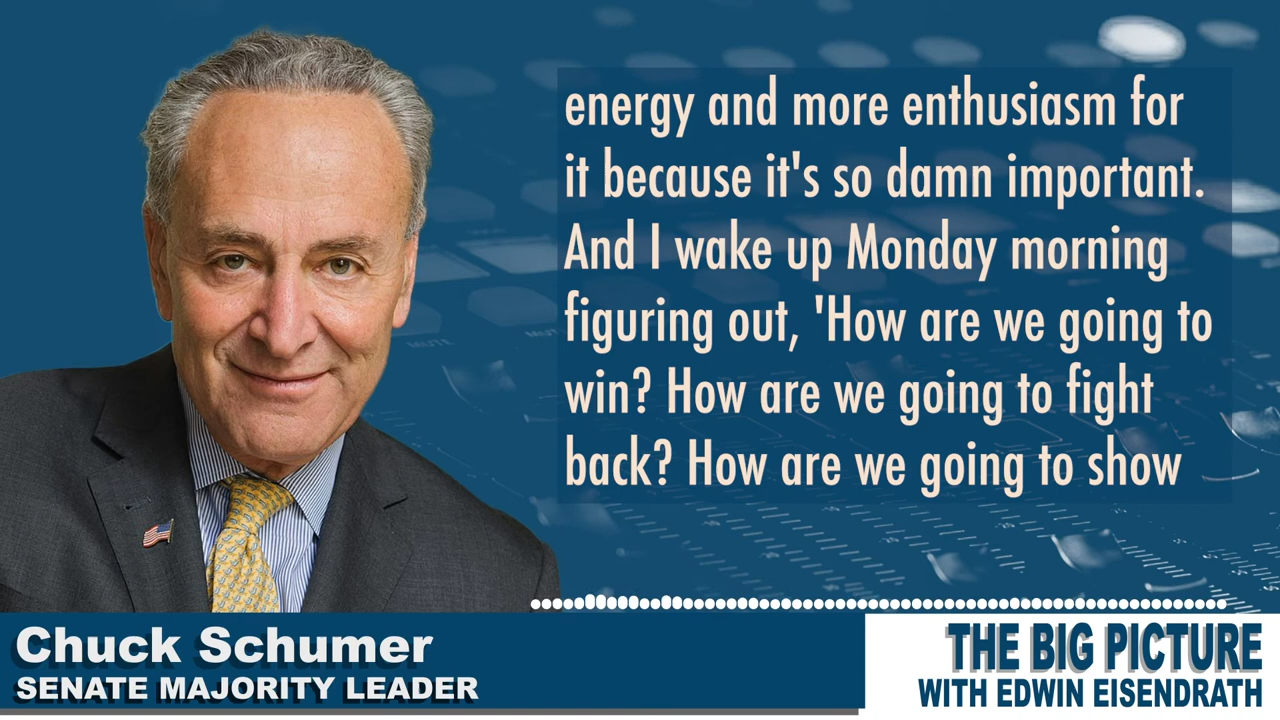 energy and more enthusiasm for
it because it's so damn important.
And I wake up Monday morning
figuring out, 'How are we going to
win? How are we going to fight
back? How are we going to show
Chuck Schumer
SENATE MAJORITY LEADER
THE BIG PICTURE
WITH EDWIN EISENDRATH